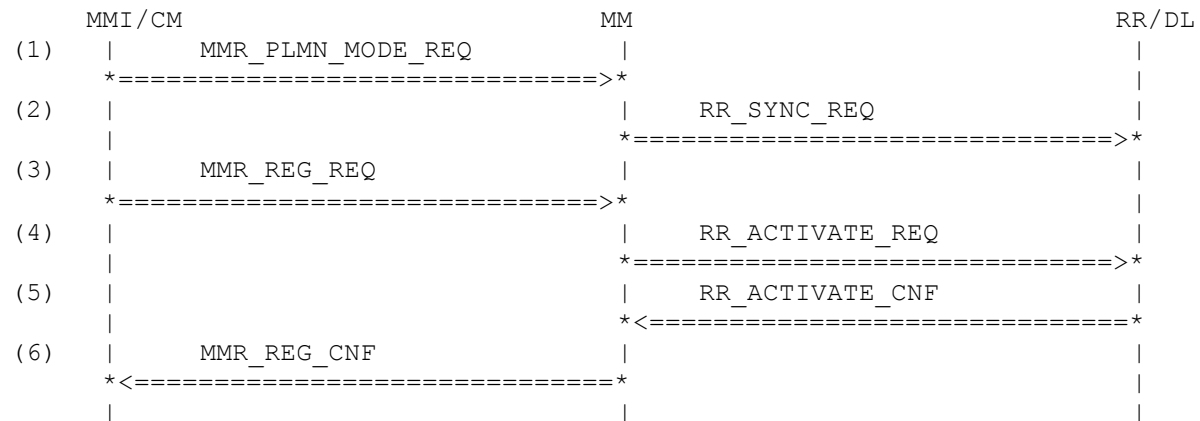 MMI/CM MM RR/DL
(1) | MMR_PLMN_MODE_REQ | |
*==============================>* |
(2) | | RR_SYNC_REQ |
| *==============================>*
(3) | MMR_REG_REQ | |
*==============================>* |
(4) | | RR_ACTIVATE_REQ |
| *==============================>*
(5) | | RR_ACTIVATE_CNF |
| *<==============================*
(6) | MMR_REG_CNF | |
*<==============================* |
| | |